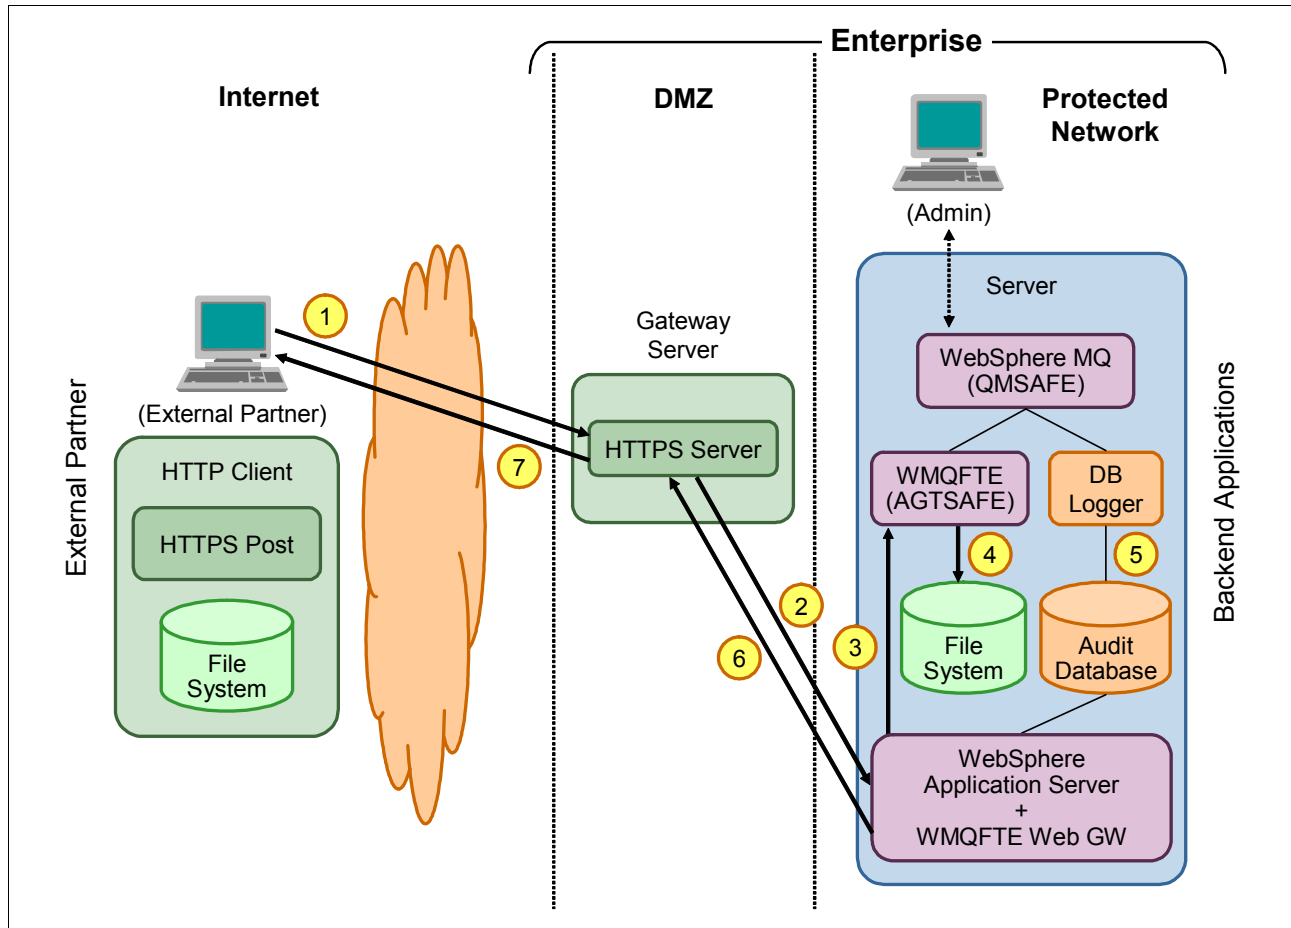 Enterprise
Internet
DMZ
Protected
Network
(Admin)
Server
1
Gateway
Server
WebSphere MQ
(QMSAFE)
External Partner
(External Partner)
HTTP Client
HTTPS Post
File
System
7
HTTPS Server
WMQFTE
(AGTSAFE)
DB
Logger
Backend Applications
4
5
2
3
6
File
System
Audit
Database
WebSphere
Application Server
+
WMQFTE Web GW